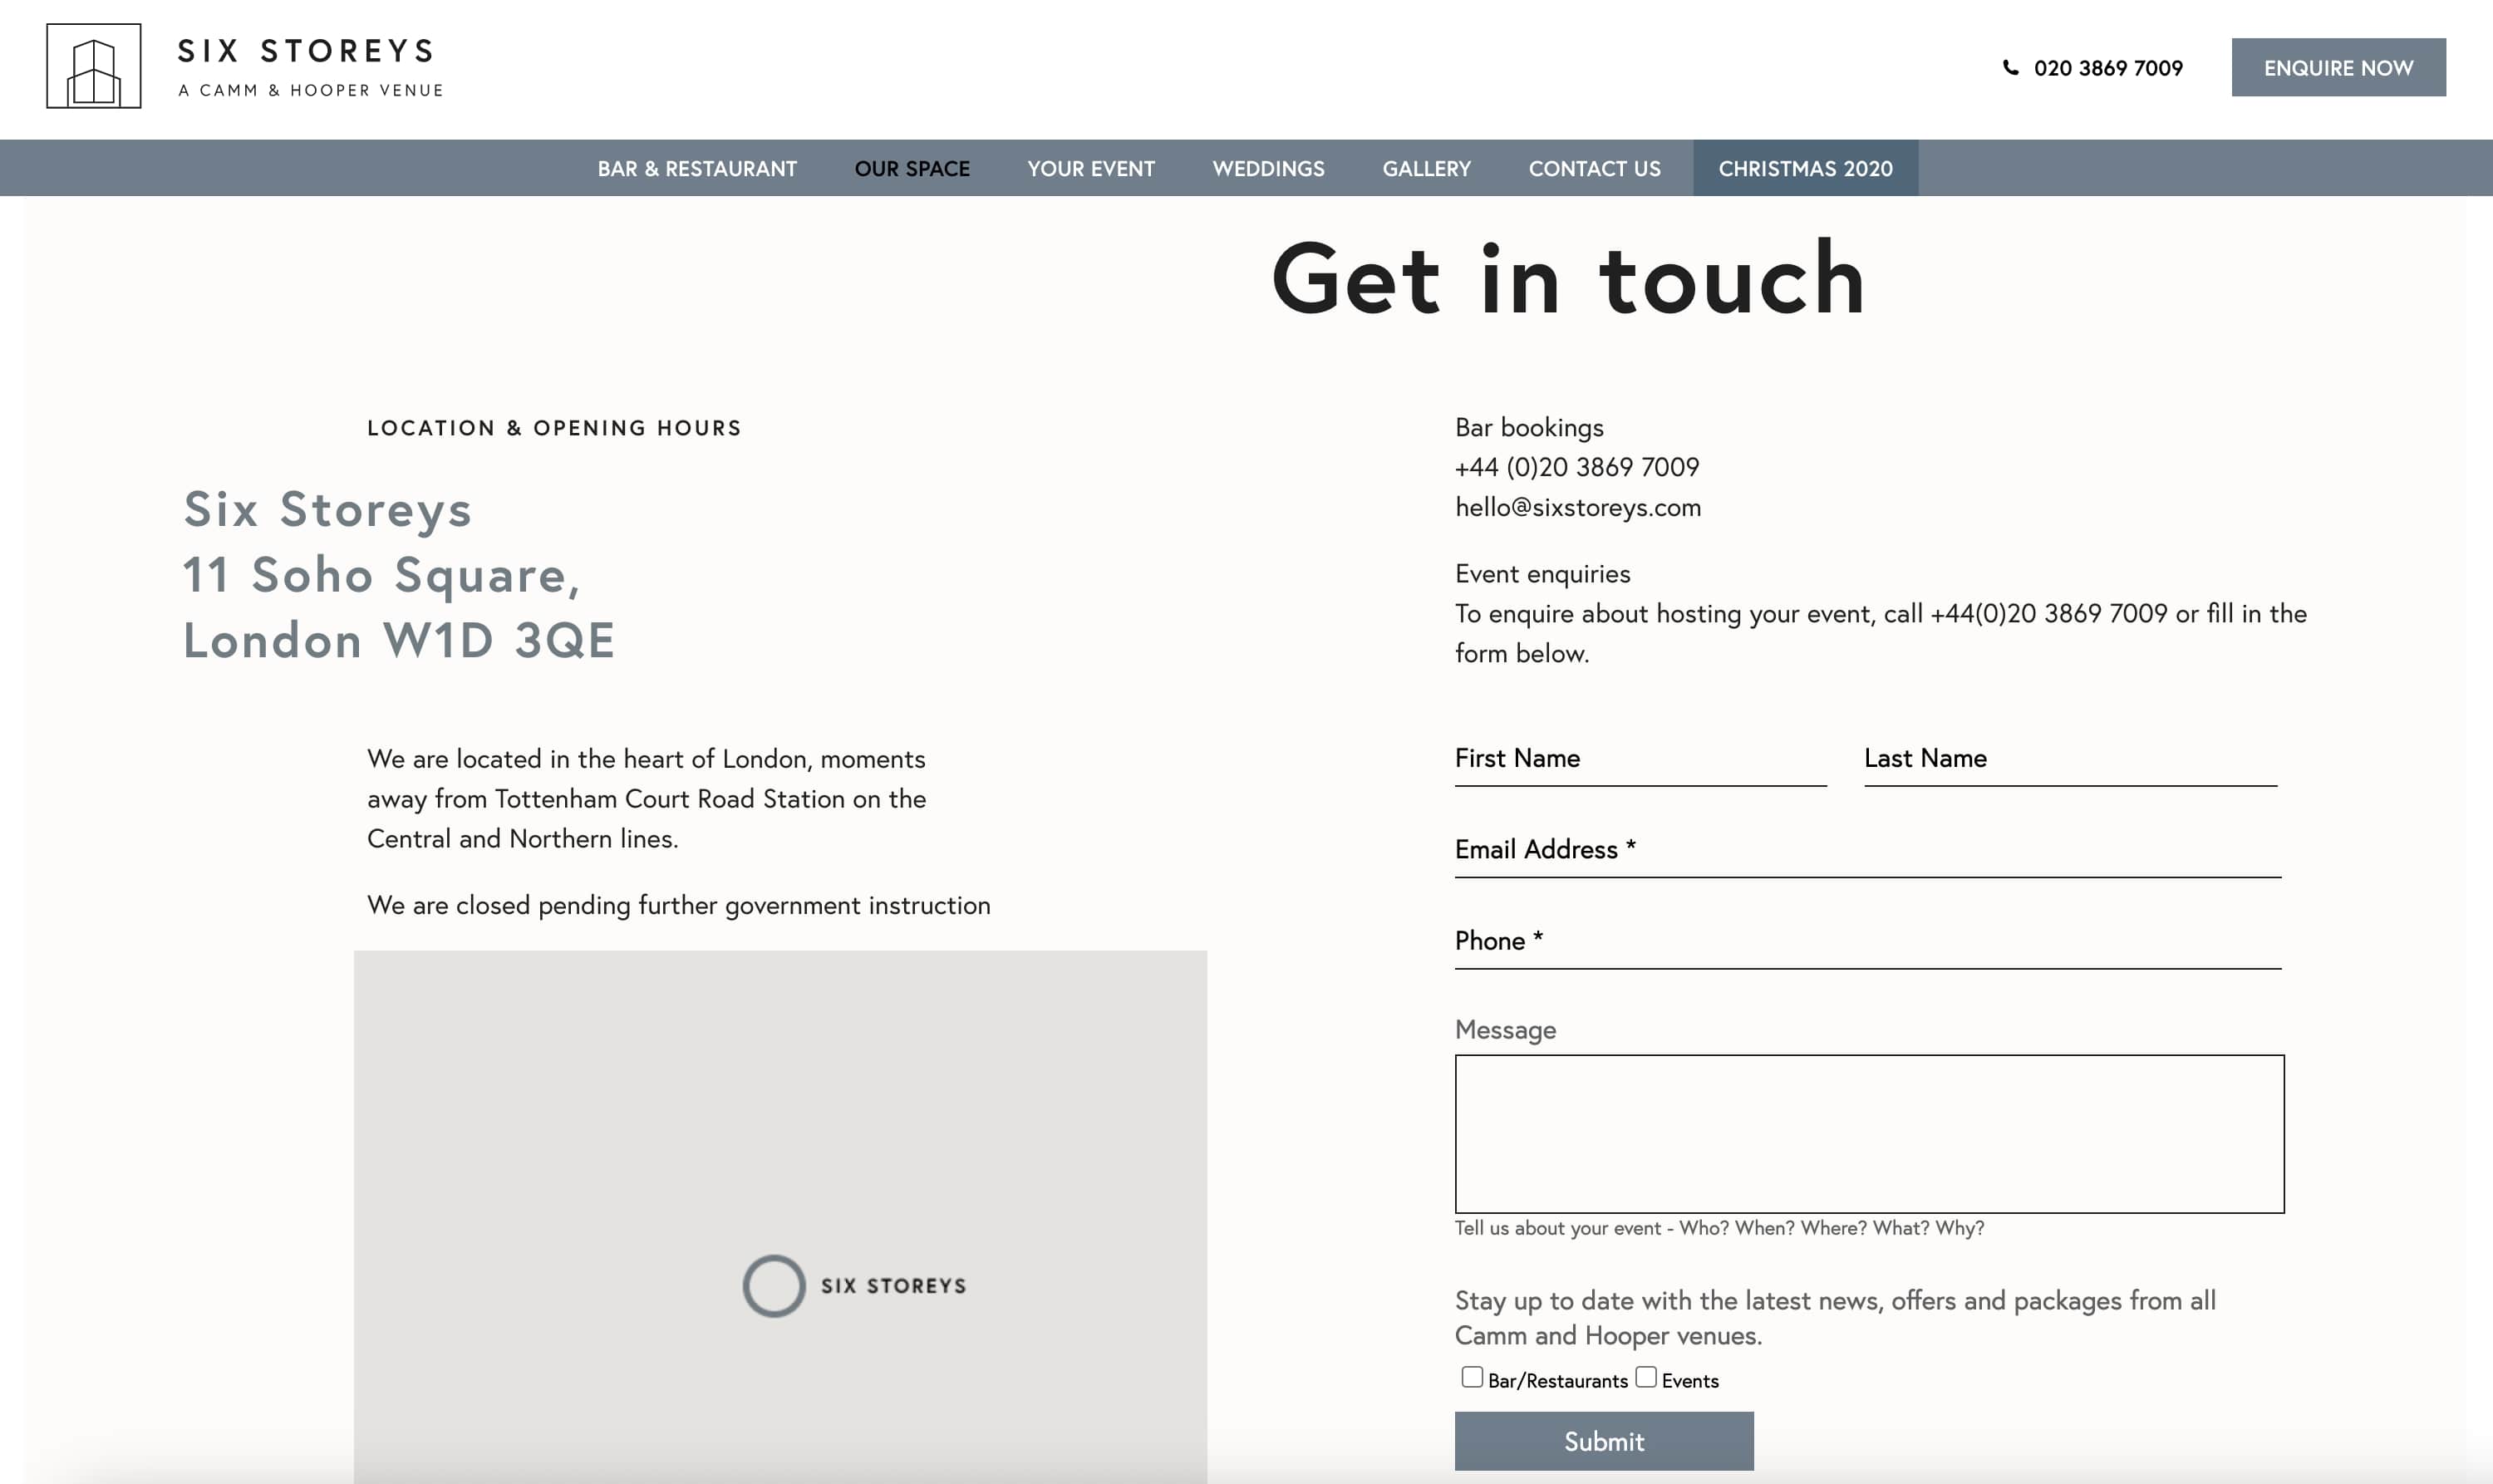 SIX STOREYS
A CAMM & HOOPER VENUE
020 3869 7009
ENQUIRE NOW
BAR & RESTAURANT
OUR SPACE
YOUR EVENT
WEDDINGS
GALLERY
CONTACT US
CHRISTMAS 2020
Get in touch
LOCATION & OPENING HOURS
Six Storeys
11 Soho Square,
London W1D 3QE
We are located in the heart of London, moments
away from Tottenham Court Road Station on the
Central and Northern lines.
We are closed pending further government instruction
SIX STOREYS
Bar bookings
+44 (0)20 3869 7009
hello@sixstoreys.com
Event enquiries
To enquire about hosting your event, call +44(0)20 3869 7009 or fill in the
form below.
First Name
Last Name
Email Address *
Phone *
Message
Tell us about your event - Who? When? Where? What? Why?
Stay up to date with the latest news, offers and packages from all
Camm and Hooper venues.
Bar/Restaurants
Events
Submit